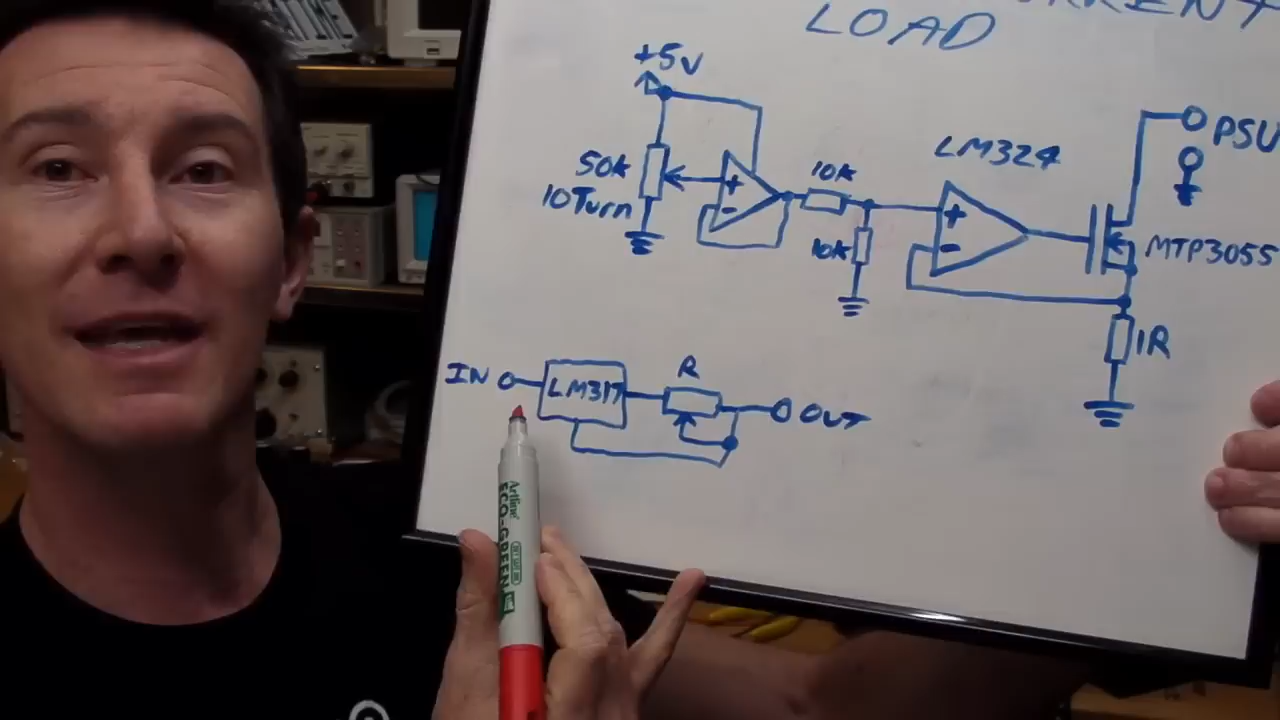 LOAD
+5V
50k
10Turn
+
-
10k
10k
LM324
+
-
PSU
MTP3055
1R
IN
LM317
R
OUT
Artline
ECO-GREEN